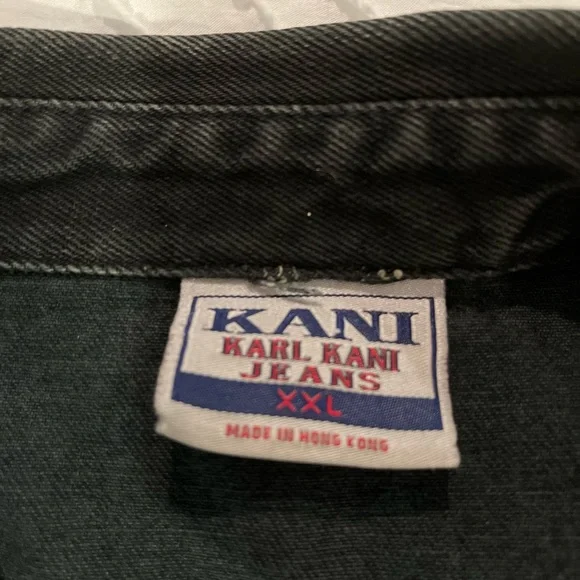 KANI
KARL KANI
JEANS
XXL
MADE IN HONG KONG